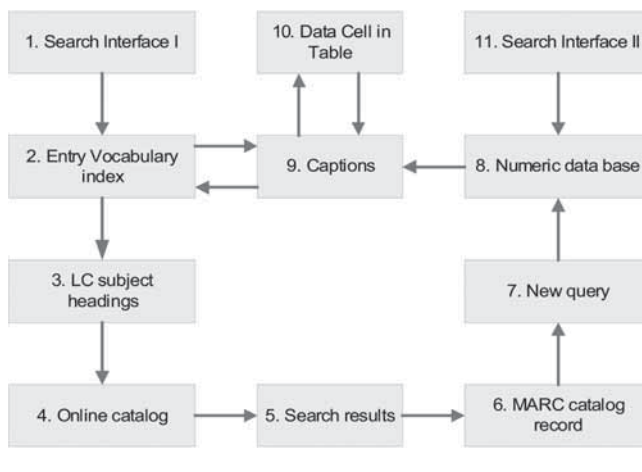 1. Search Interface I
10. Data Cell in
Table
11. Search Interface II
2. Entry Vocabulary
index
9. Captions
8. Numeric data base
3. LC subject
headings
7. New query
4. Online catalog
5. Search results
6. MARC catalog
record